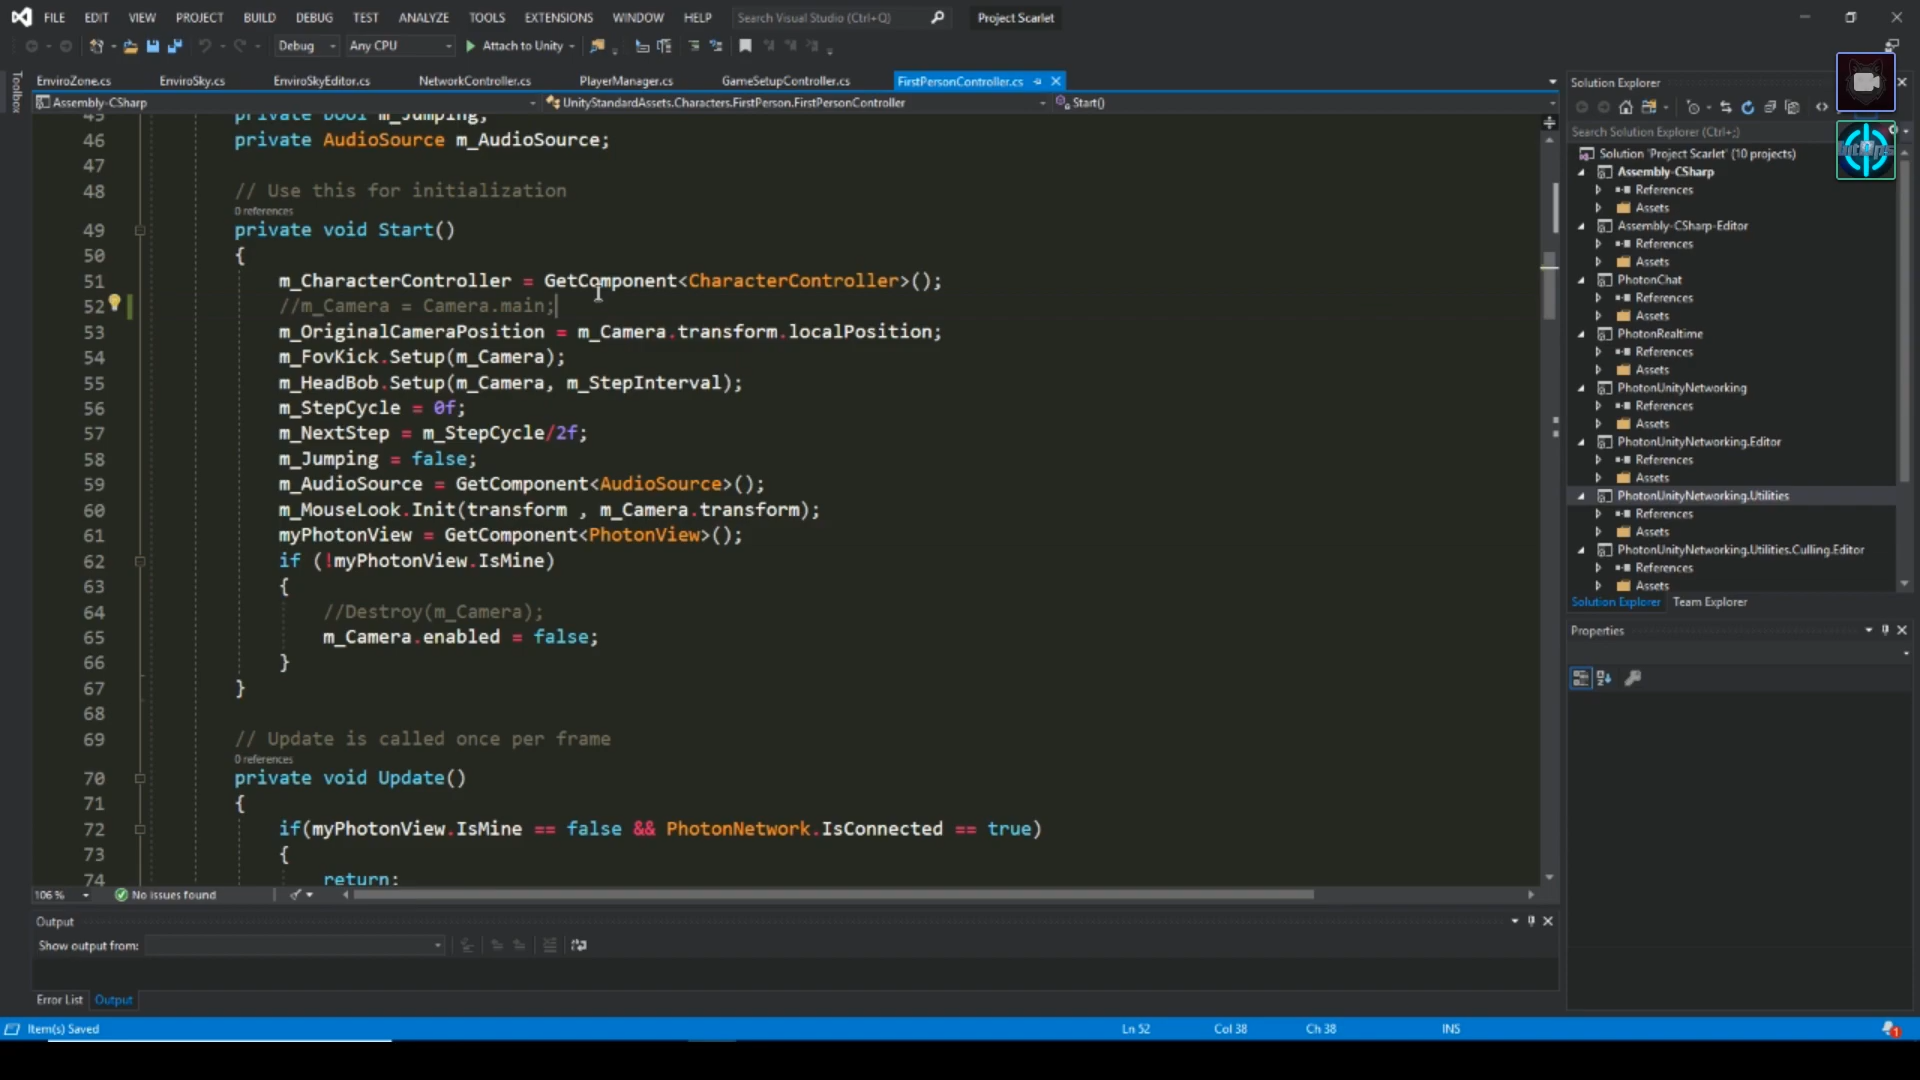 FILE EDIT VIEW PROJECT BUILD DEBUG TEST ANALYZE TOOLS EXTENSIONS WINDOW HELP Search Visual Studio (Ctrl+Q) Project Scarlet
Debug Any CPU Attach to Unity
Toolbox
EnviroZone.cs EnviroSky.cs EnviroSkyEditor.cs NetworkController.cs PlayerManager.cs GameSetupController.cs FirstPersonController.cs
Assembly-CSharp UnityStandardAssets.Characters.FirstPerson.FirstPersonController Start()
45 private bool m_Jumping;
46 private AudioSource m_AudioSource;
47
48 // Use this for initialization
0 references
49 private void Start()
50 {
51 m_CharacterController = GetComponent<CharacterController>();
52 //m_Camera = Camera.main;
53 m_OriginalCameraPosition = m_Camera.transform.localPosition;
54 m_FovKick.Setup(m_Camera);
55 m_HeadBob.Setup(m_Camera, m_StepInterval);
56 m_StepCycle = 0f;
57 m_NextStep = m_StepCycle/2f;
58 m_Jumping = false;
59 m_AudioSource = GetComponent<AudioSource>();
60 m_MouseLook.Init(transform , m_Camera.transform);
61 myPhotonView = GetComponent<PhotonView>();
62 if (!myPhotonView.IsMine)
63 {
64 //Destroy(m_Camera);
65 m_Camera.enabled = false;
66 }
67 }
68
69 // Update is called once per frame
0 references
70 private void Update()
71 {
72 if(myPhotonView.IsMine == false && PhotonNetwork.IsConnected == true)
73 {
74 return;
106 % No issues found
Output
Show output from:
Error List Output
Item(s) Saved Ln 52 Col 38 Ch 38 INS 1
Solution Explorer
Search Solution Explorer (Ctrl+;)
Solution 'Project Scarlet' (10 projects)
Assembly-CSharp
References
Assets
Assembly-CSharp-Editor
References
Assets
PhotonChat
References
Assets
PhotonRealtime
References
Assets
PhotonUnityNetworking
References
Assets
PhotonUnityNetworking.Editor
References
Assets
PhotonUnityNetworking.Utilities
References
Assets
PhotonUnityNetworking.Utilities.Culling.Editor
References
Assets
Solution Explorer Team Explorer
Properties